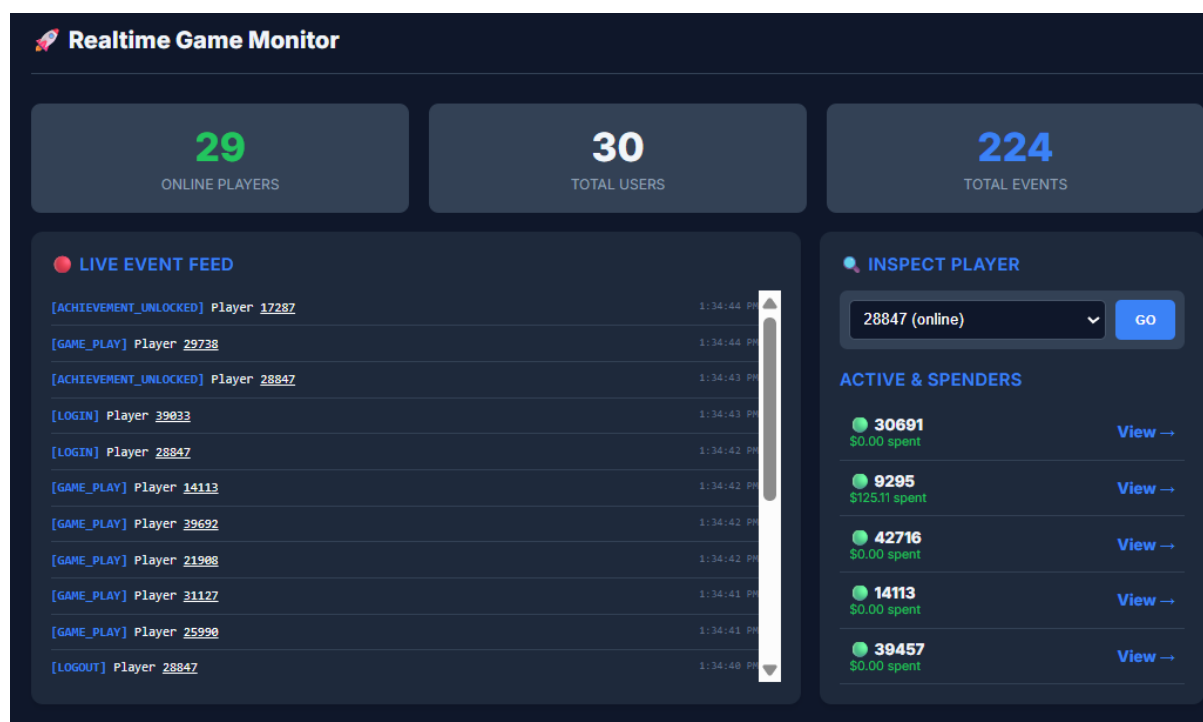 🚀 Realtime Game Monitor
29
ONLINE PLAYERS
30
TOTAL USERS
224
TOTAL EVENTS
LIVE EVENT FEED
[ACHIEVEMENT_UNLOCKED] Player 17287 1:34:44 PM
[GAME_PLAY] Player 29738 1:34:44 PM
[ACHIEVEMENT_UNLOCKED] Player 28847 1:34:43 PM
[LOGIN] Player 39033 1:34:43 PM
[LOGIN] Player 28847 1:34:42 PM
[GAME_PLAY] Player 14113 1:34:42 PM
[GAME_PLAY] Player 39692 1:34:42 PM
[GAME_PLAY] Player 21908 1:34:42 PM
[GAME_PLAY] Player 31127 1:34:41 PM
[GAME_PLAY] Player 25990 1:34:41 PM
[LOGOUT] Player 28847 1:34:40 PM
INSPECT PLAYER
28847 (online) GO
ACTIVE & SPENDERS
30691
$0.00 spent
View →
9295
$125.11 spent
View →
42716
$0.00 spent
View →
14113
$0.00 spent
View →
39457
$0.00 spent
View →